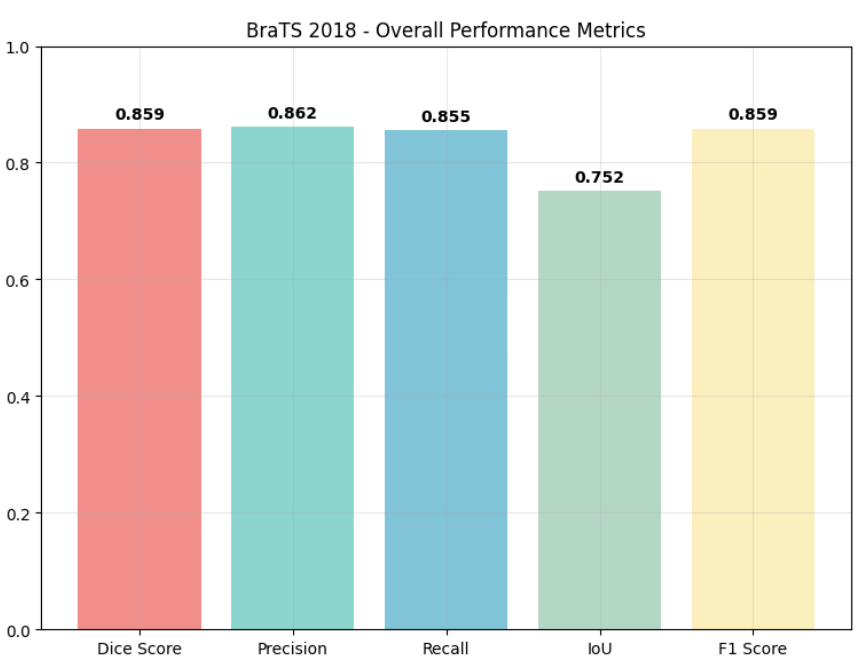 BraTS 2018 - Overall Performance Metrics
1.0
0.8
0.6
0.4
0.2
0.0
0.859
0.862
0.855
0.752
0.859
Dice Score
Precision
Recall
IoU
F1 Score